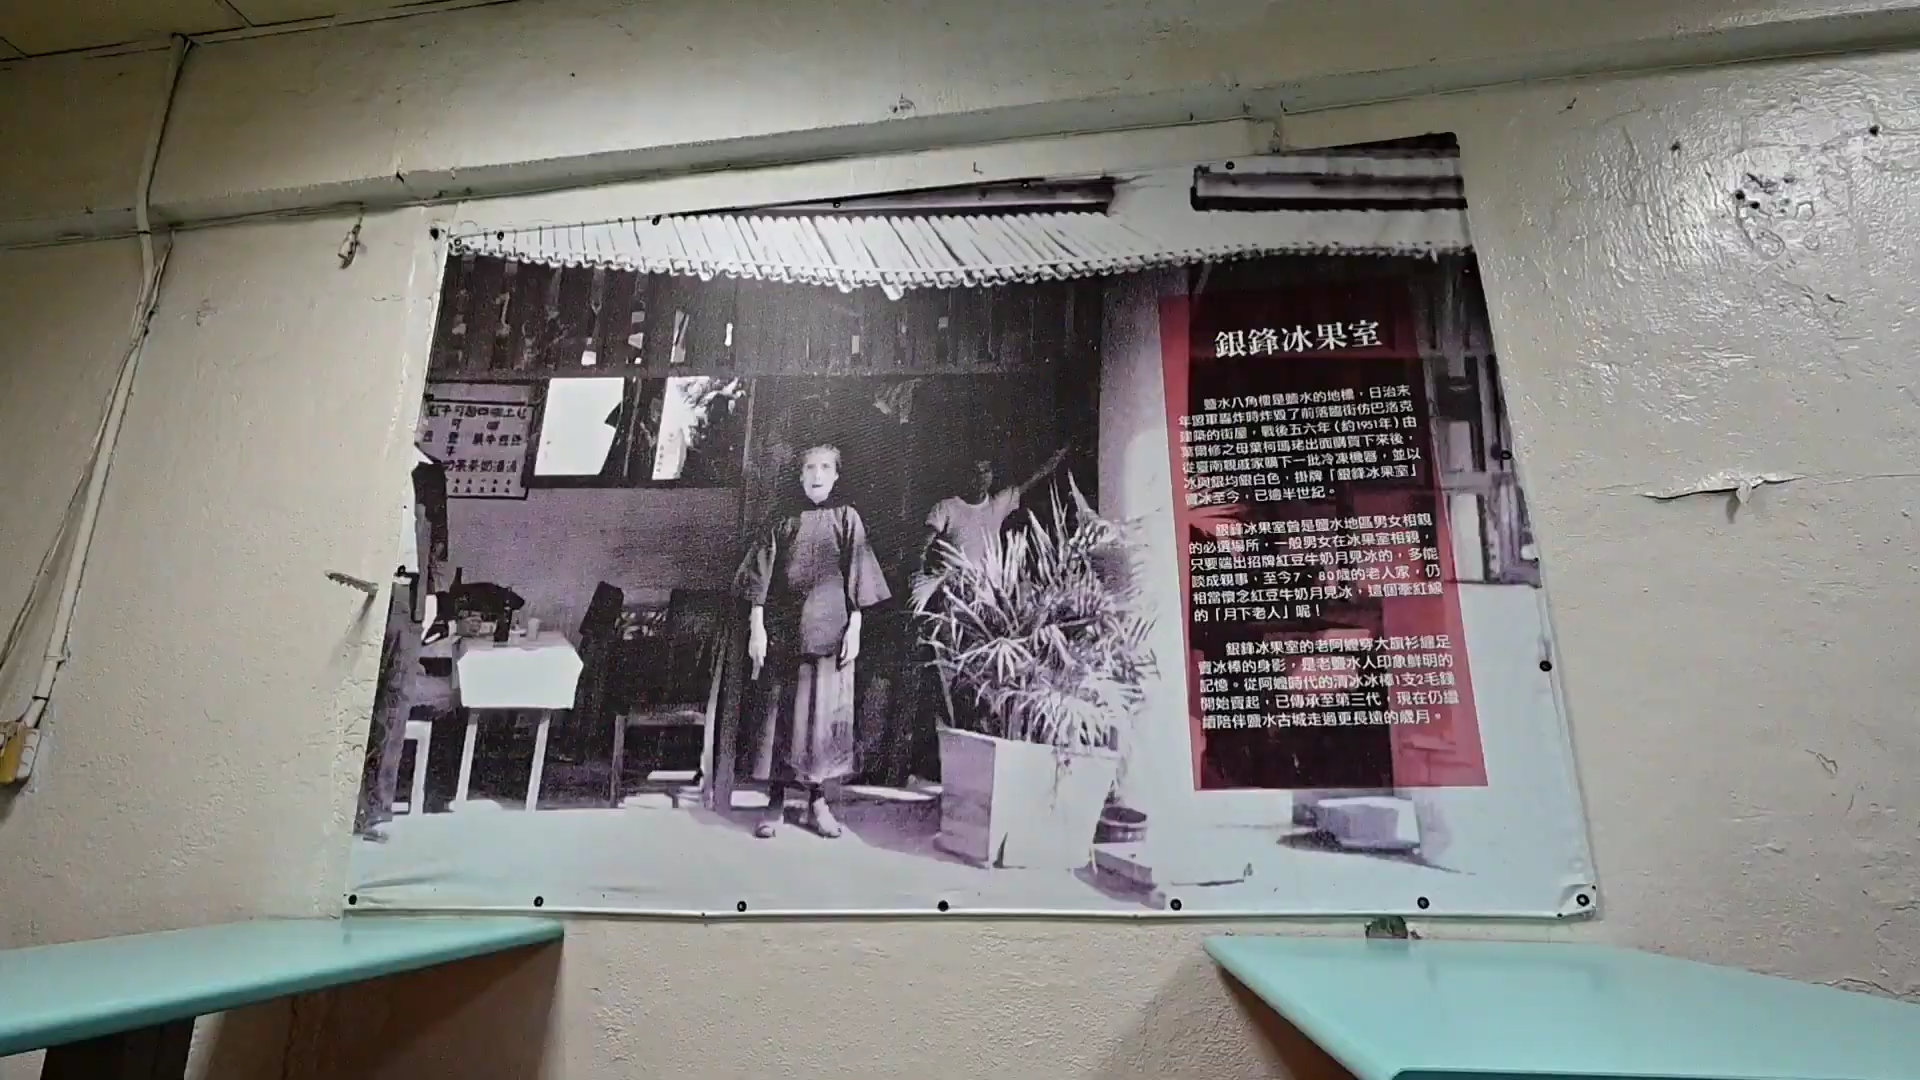 銀鋒冰果室
鹽水八角樓是鹽水的地標，日治末
年盟軍轟炸時炸毀了前落臨街仿巴洛克
建築的街屋，戰後五六年(約1951年)由
葉爾修之母葉柯瑪珯出面購買下來後，
從臺南親戚家購下一批冷凍機器，並以
冰與銀均銀白色，掛牌「銀鋒冰果室」
賣冰至今，已逾半世紀。
銀鋒冰果室曾是鹽水地區男女相親
的必選場所，一般男女在冰果室相親，
只要端出招牌紅豆牛奶月見冰的，多能
談成親事，至今7、80歲的老人家，仍
相當懷念紅豆牛奶月見冰，這個牽紅線
的「月下老人」呢！
銀鋒冰果室的老阿嬤穿大旗衫纏足
賣冰棒的身影，是老鹽水人印象鮮明的
記憶。從阿嬤時代的清冰冰棒1支2毛錢
開始賣起，已傳承至第三代，現在仍繼
續陪伴鹽水古城走過更長遠的歲月。